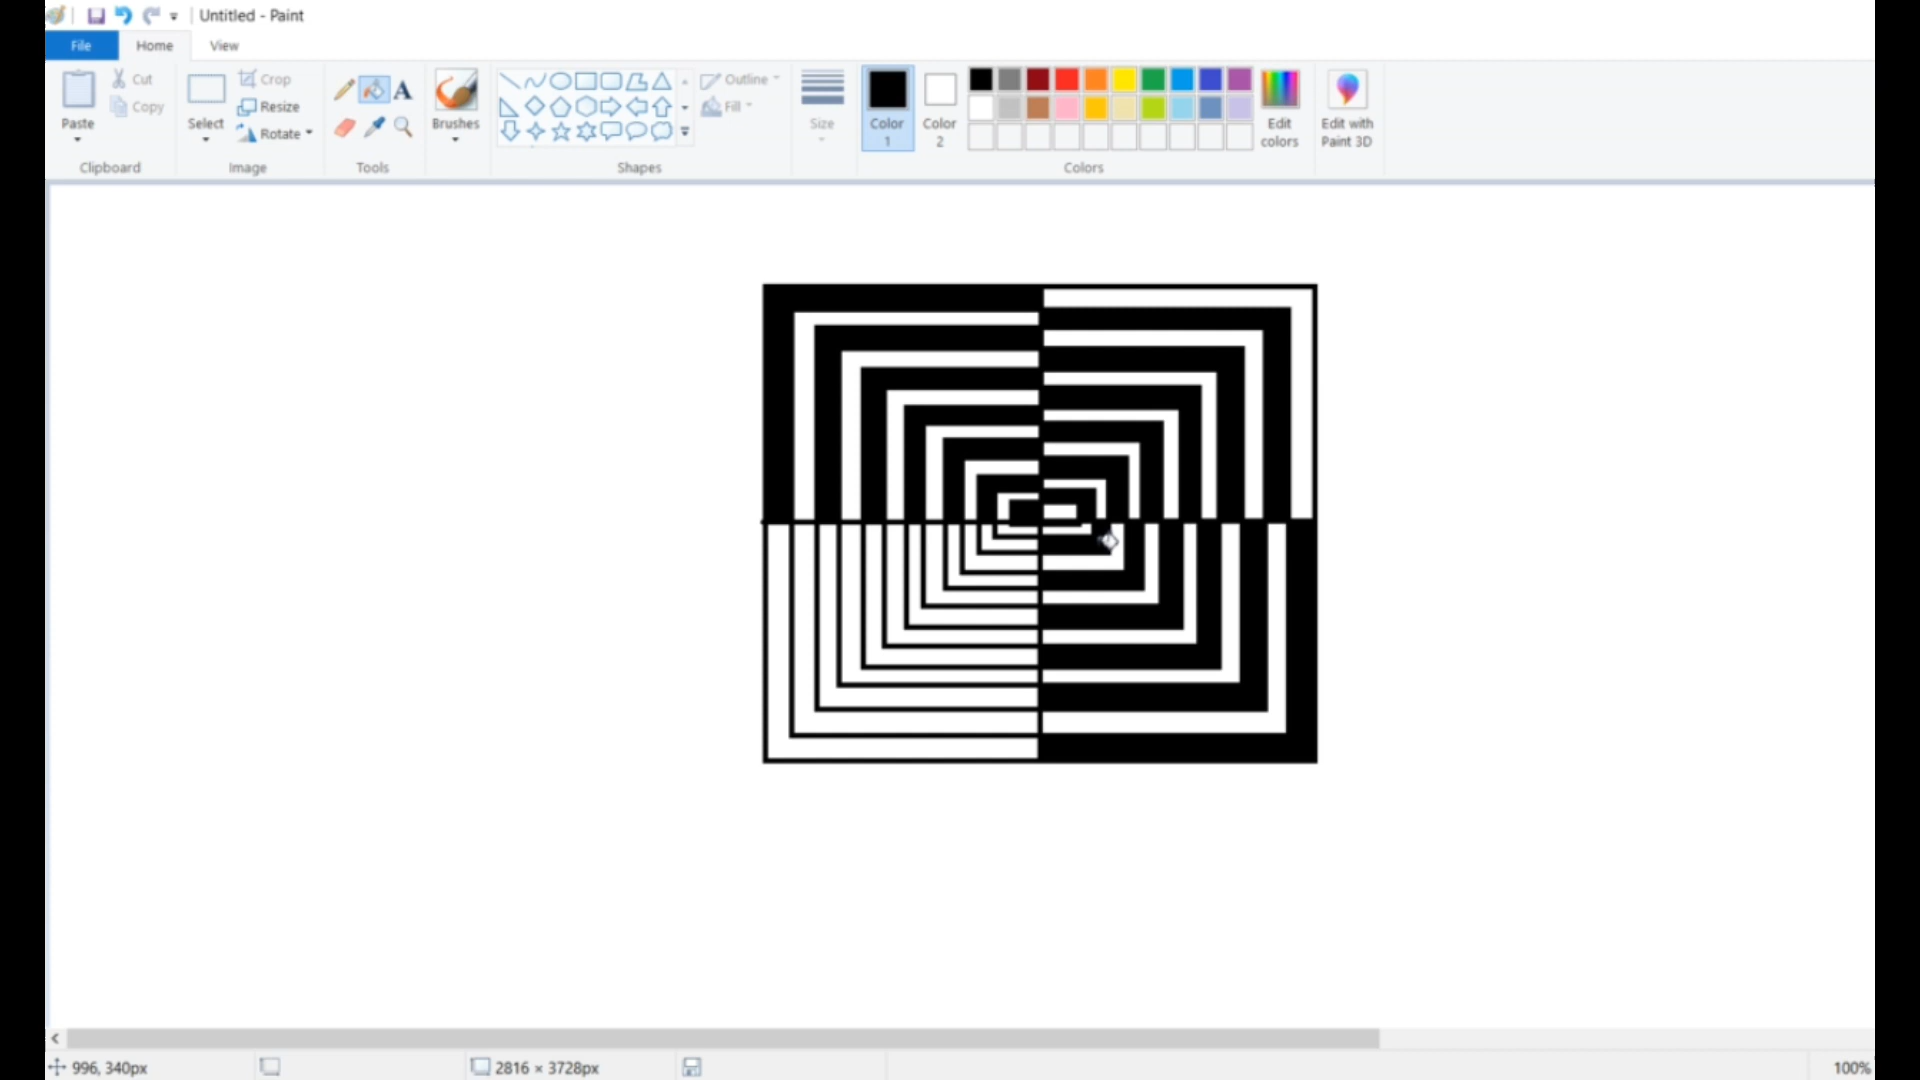 Untitled - Paint
File Home View
Paste
Cut
Copy
Clipboard
Select
Crop
Resize
Rotate
Image
A
Tools
Brushes
Shapes
Outline
Fill
Size
Color
1
Color
2
Edit
colors
Colors
Edit with
Paint 3D
996, 340px
2816 × 3728px
100%